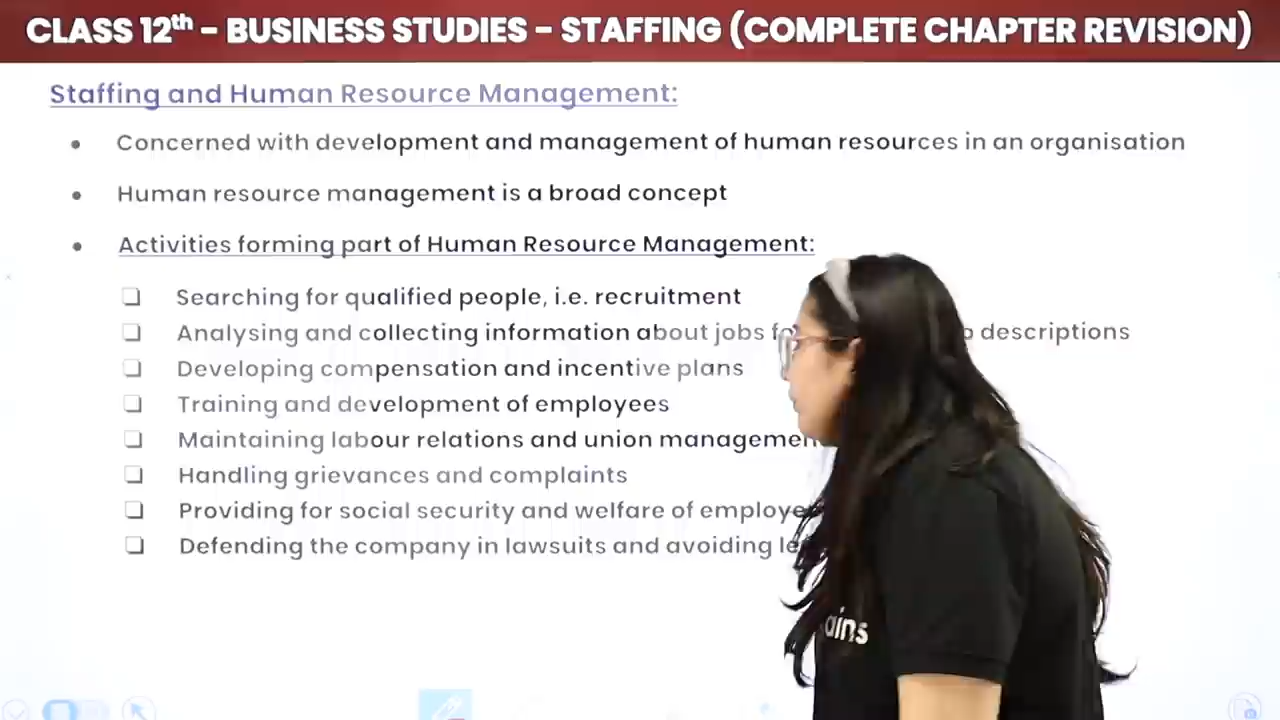 CLASS 12th - BUSINESS STUDIES - STAFFING (COMPLETE CHAPTER REVISION)
Staffing and Human Resource Management:
• Concerned with development and management of human resources in an organisation
• Human resource management is a broad concept
• Activities forming part of Human Resource Management:
❑ Searching for qualified people, i.e. recruitment
❑ Analysing and collecting information about jobs descriptions
❑ Developing compensation and incentive plans
❑ Training and development of employees
❑ Maintaining labour relations and union management
❑ Handling grievances and complaints
❑ Providing for social security and welfare of
❑ Defending the company in lawsuits and avoiding